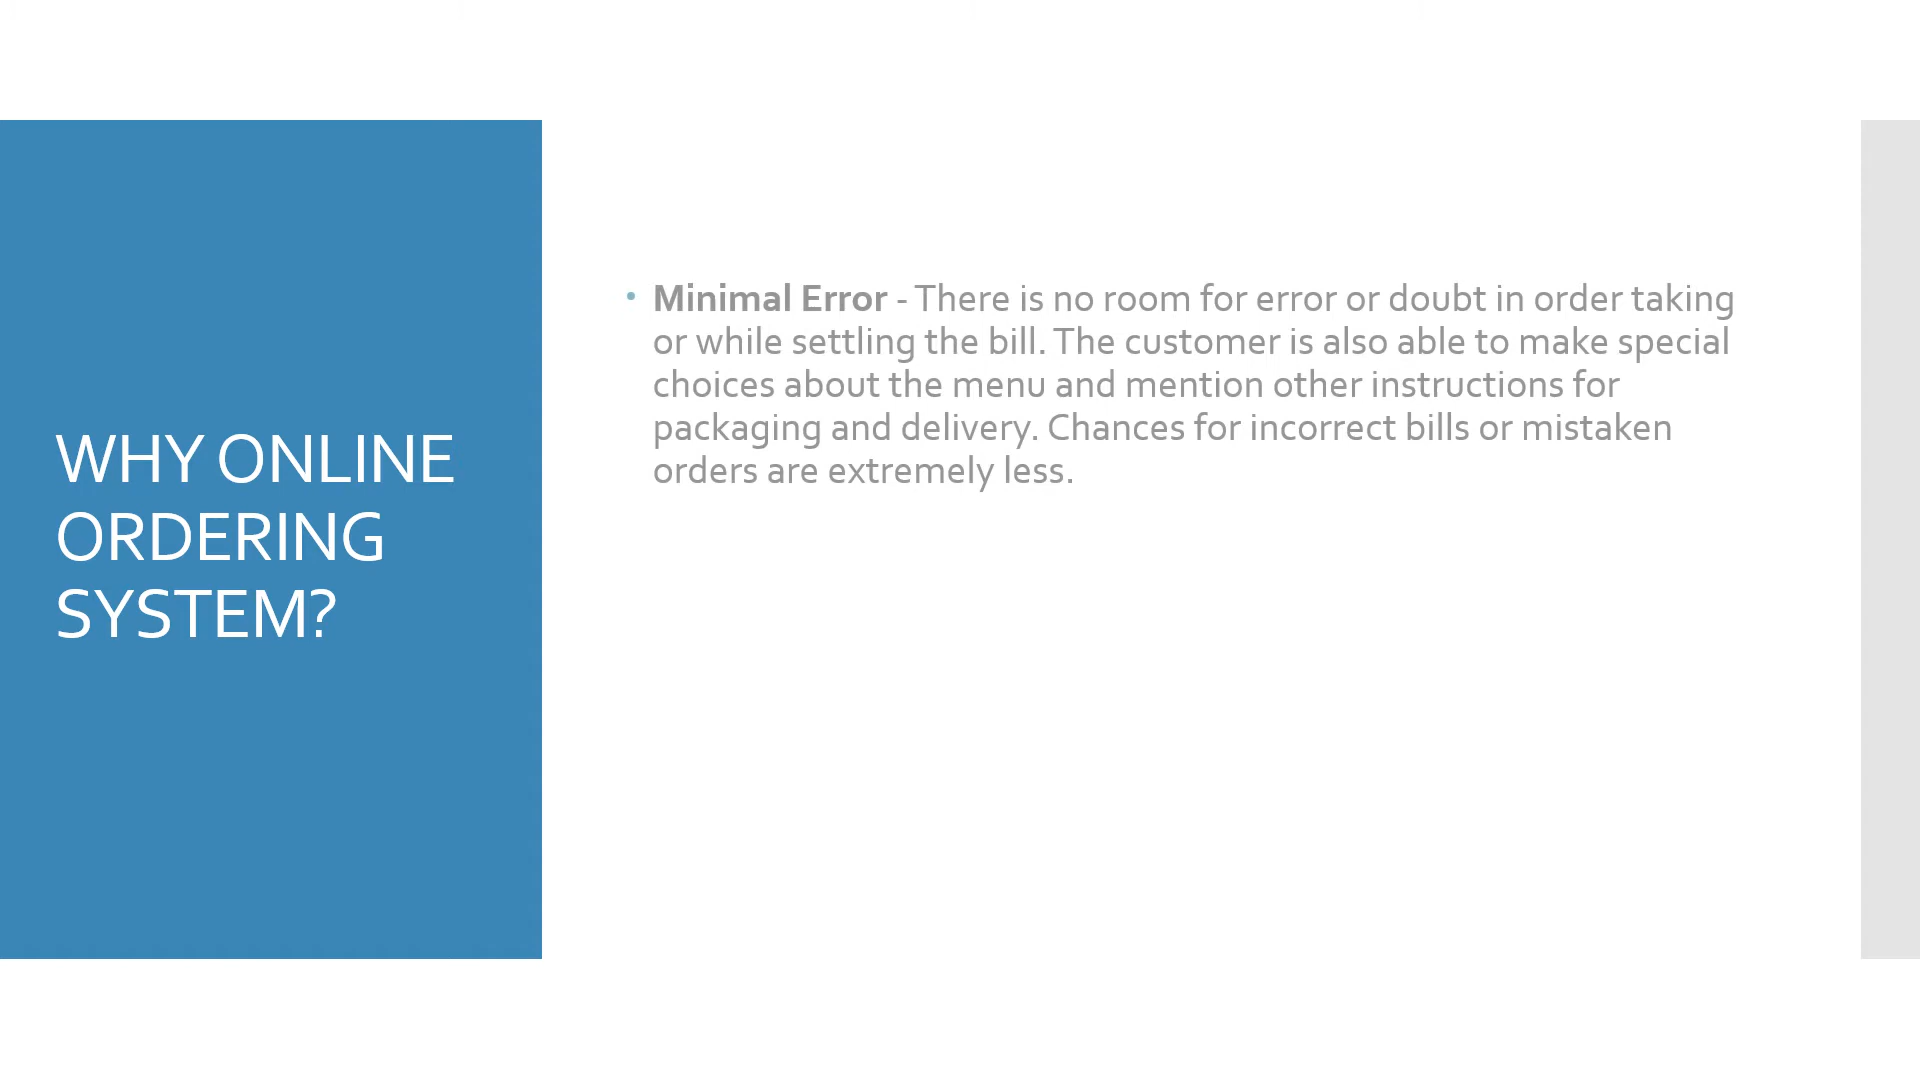 WHY ONLINE
ORDERING
SYSTEM?
• Minimal Error - There is no room for error or doubt in order taking
or while settling the bill. The customer is also able to make special
choices about the menu and mention other instructions for
packaging and delivery. Chances for incorrect bills or mistaken
orders are extremely less.